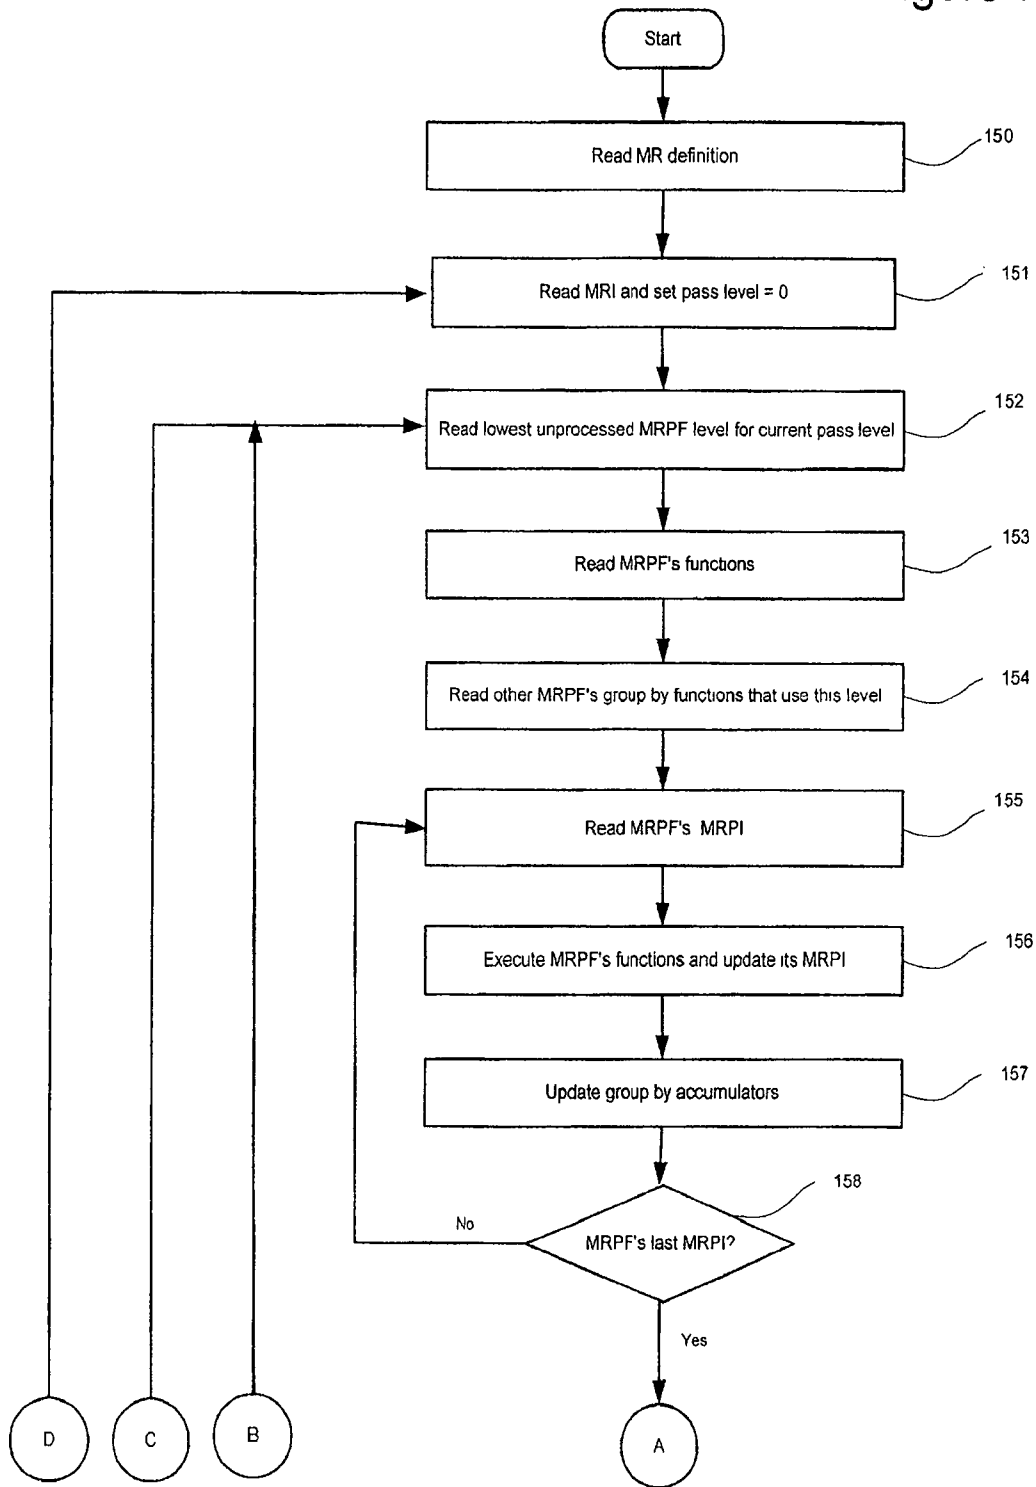 Start
Read MR definition
150
Read MRI and set pass level = 0
151
Read lowest unprocessed MRPF level for current pass level
152
Read MRPF's functions
153
Read other MRPF's group by functions that use this level
154
Read MRPF's MRPI
155
Execute MRPF's functions and update its MRPI
156
Update group by accumulators
157
MRPF's last MRPI?
158
No
Yes
D
C
B
A